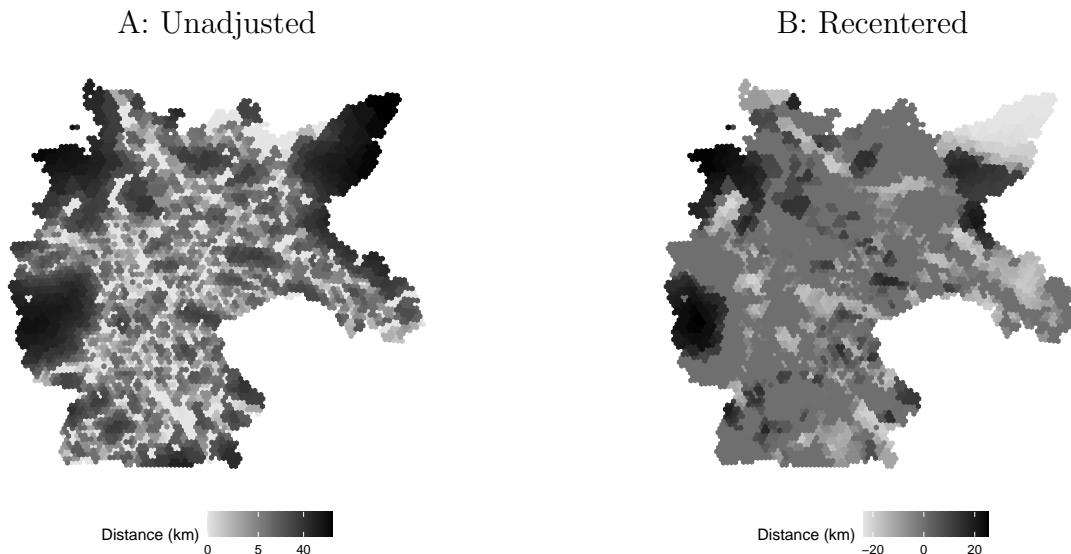 A: Unadjusted
B: Recentered
Distance (km)
0 5 40
Distance (km)
−20 0 20